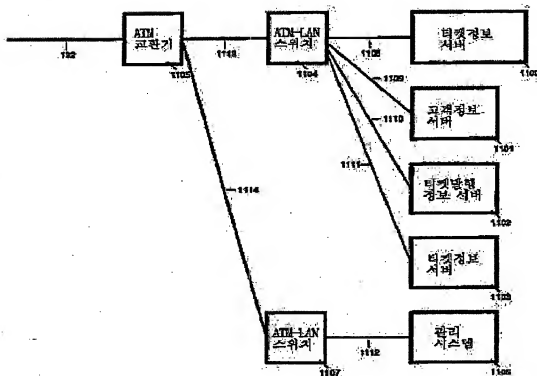 ATM
교환기
ATM-LAN
스위치
1104
티켓정보
서버
1109
고객정보
서버
1101
1110
티켓발행
정보 서버
1102
1111
티켓정보
서버
1103
1114
ATM-LAN
스위치
1107
1112
관리
시스템